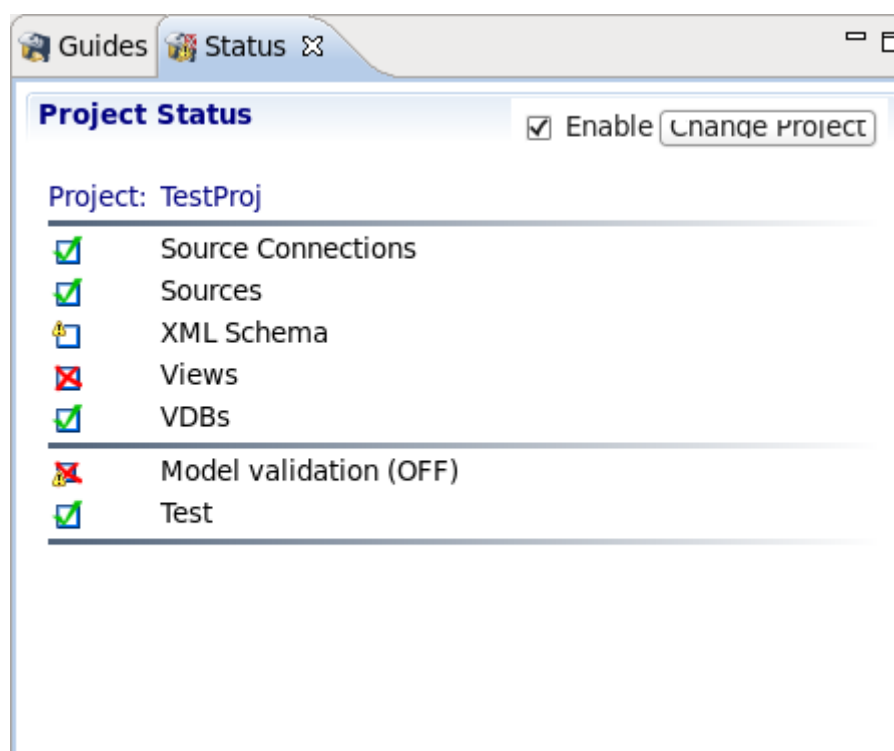 Guides Status
Project Status
Enable Change Project
Project: TestProj
Source Connections
Sources
XML Schema
Views
VDBs
Model validation (OFF)
Test